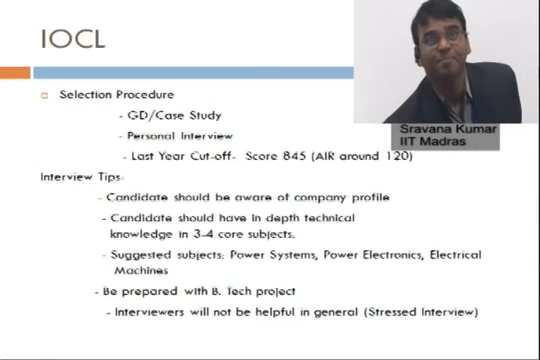 IOCL
Selection Procedure
- GD/Case Study
- Personal Interview
- Last Year Cut-off- Score 845 (AIR around 120)
Sravana Kumar
IIT Madras
Interview Tips-
- Candidate should be aware of company profile
- Candidate should have in depth technical
knowledge in 3-4 core subjects.
- Suggested subjects: Power Systems, Power Electronics, Electrical
Machines
- Be prepared with B. Tech project
- Interviewers will not be helpful in general (Stressed Interview)